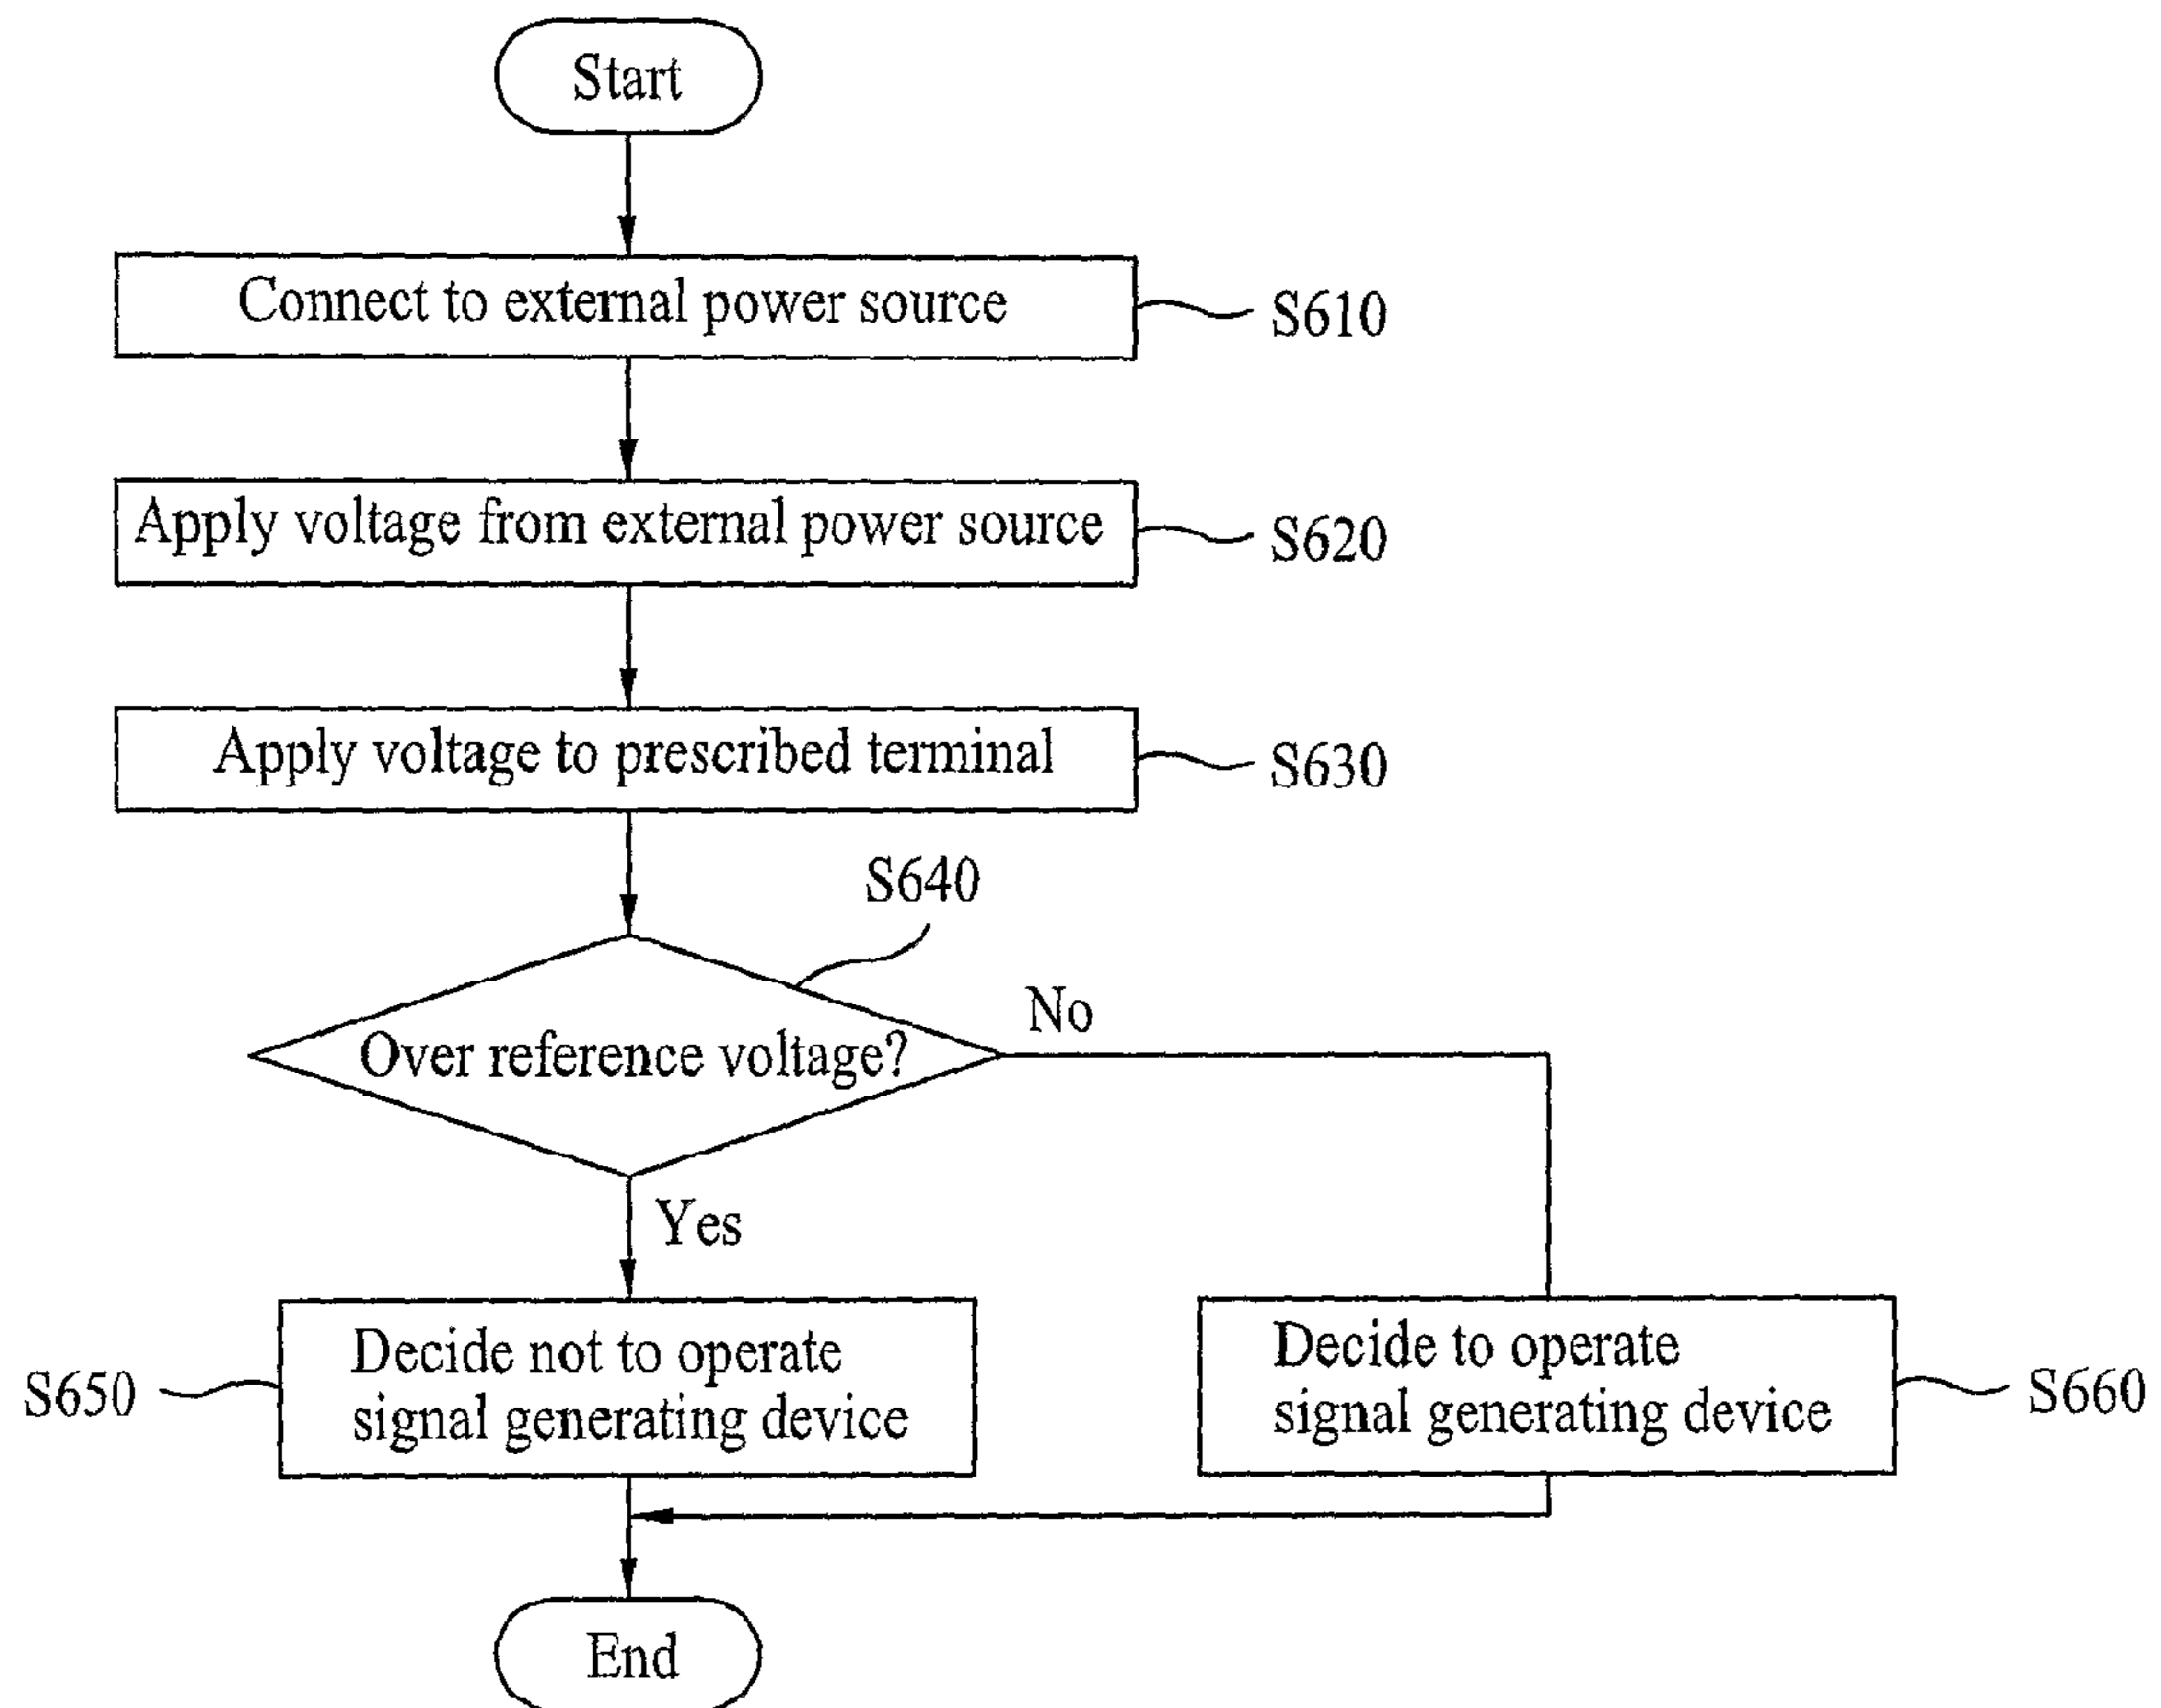 Start
Connect to external power source
S610
Apply voltage from external power source
S620
Apply voltage to prescribed terminal
S630
S640
Over reference voltage?
No
Yes
Decide not to operate
signal generating device
S650
Decide to operate
signal generating device
S660
End